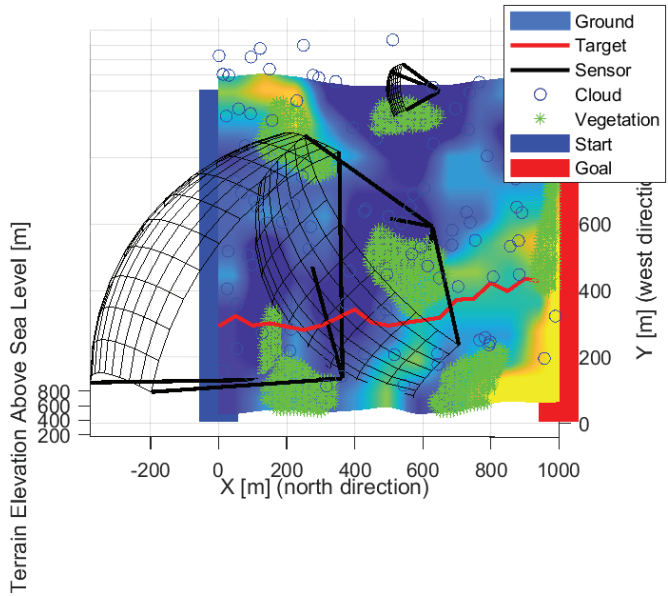 Ground
Target
Sensor
Cloud
Vegetation
Start
Goal
Terrain Elevation Above Sea Level [m]
800
600
400
200
-200
0
200
400
600
800
1000
X [m] (north direction)
600
400
200
0
Y [m] (west direction)